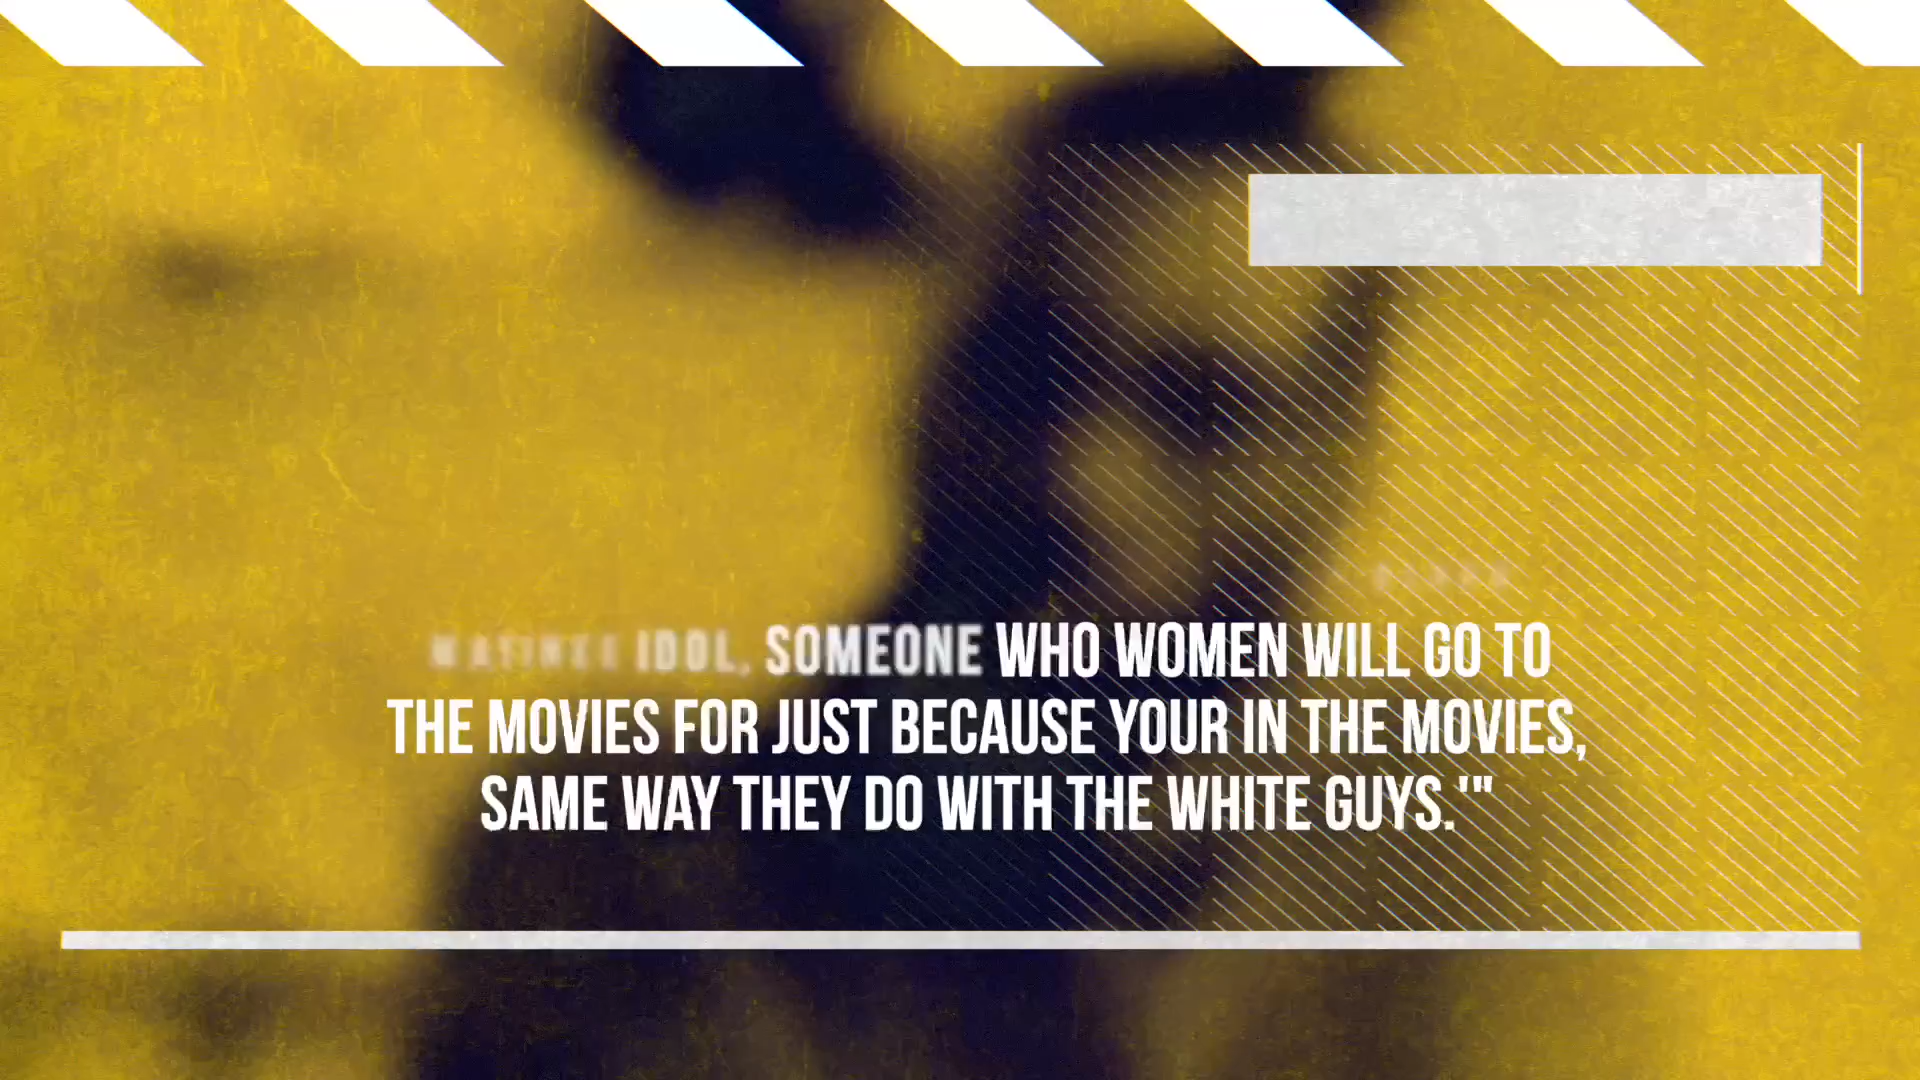 MATINEE IDOL, SOMEONE WHO WOMEN WILL GO TO
THE MOVIES FOR JUST BECAUSE YOUR IN THE MOVIES,
SAME WAY THEY DO WITH THE WHITE GUYS.'"